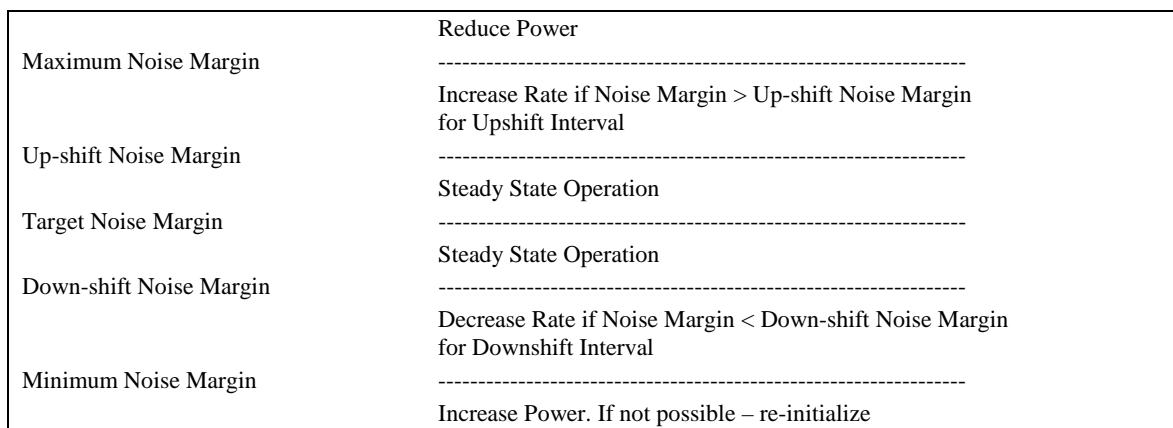 Reduce Power
Maximum Noise Margin ------------------------------------------------------------------
Increase Rate if Noise Margin > Up-shift Noise Margin
for Upshift Interval
Up-shift Noise Margin ------------------------------------------------------------------
Steady State Operation
Target Noise Margin ------------------------------------------------------------------
Steady State Operation
Down-shift Noise Margin ------------------------------------------------------------------
Decrease Rate if Noise Margin < Down-shift Noise Margin
for Downshift Interval
Minimum Noise Margin ------------------------------------------------------------------
Increase Power. If not possible – re-initialize